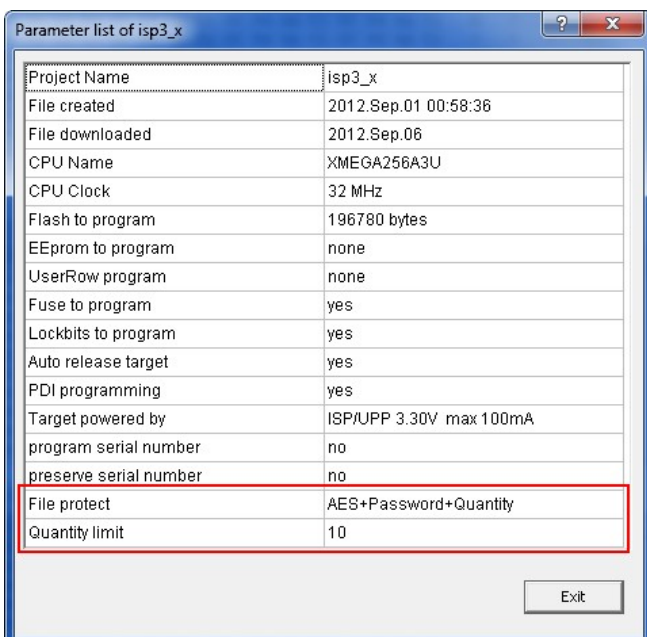 Parameter list of isp3_x
? x
Project Name isp3_x
File created 2012.Sep.01 00:58:36
File downloaded 2012.Sep.06
CPU Name XMEGA256A3U
CPU Clock 32 MHz
Flash to program 196780 bytes
EEprom to program none
UserRow program none
Fuse to program yes
Lockbits to program yes
Auto release target yes
PDI programming yes
Target powered by ISP/UPP 3.30V max 100mA
program serial number no
preserve serial number no
File protect AES+Password+Quantity
Quantity limit 10
Exit